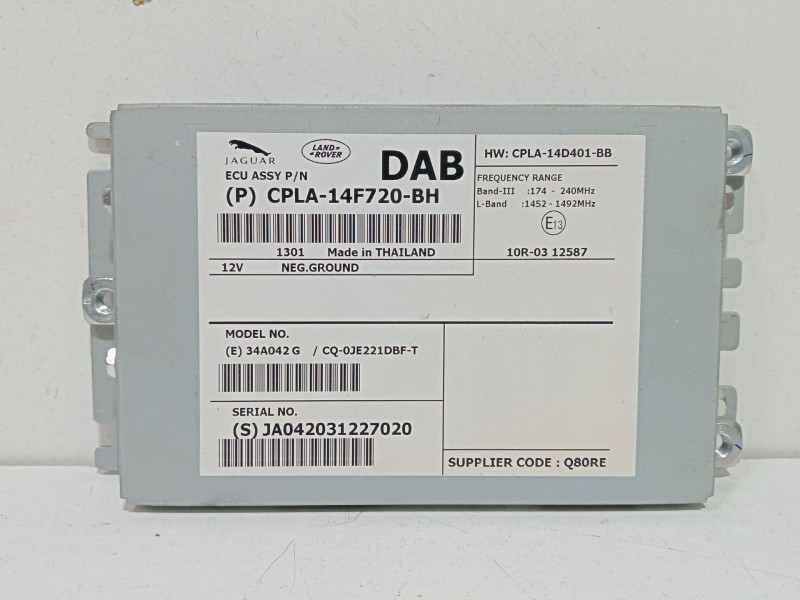 JAGUAR
LAND-
ROVER
DAB
ECU ASSY P/N
(P) CPLA-14F720-BH
1301 Made in THAILAND
12V NEG.GROUND
HW: CPLA-14D401-BB
FREQUENCY RANGE
Band-III :174 - 240MHz
L-Band :1452 - 1492MHz
E13
10R-03 12587
MODEL NO.
(E) 34A042 G / CQ-0JE221DBF-T
SERIAL NO.
(S) JA042031227020
SUPPLIER CODE : Q80RE